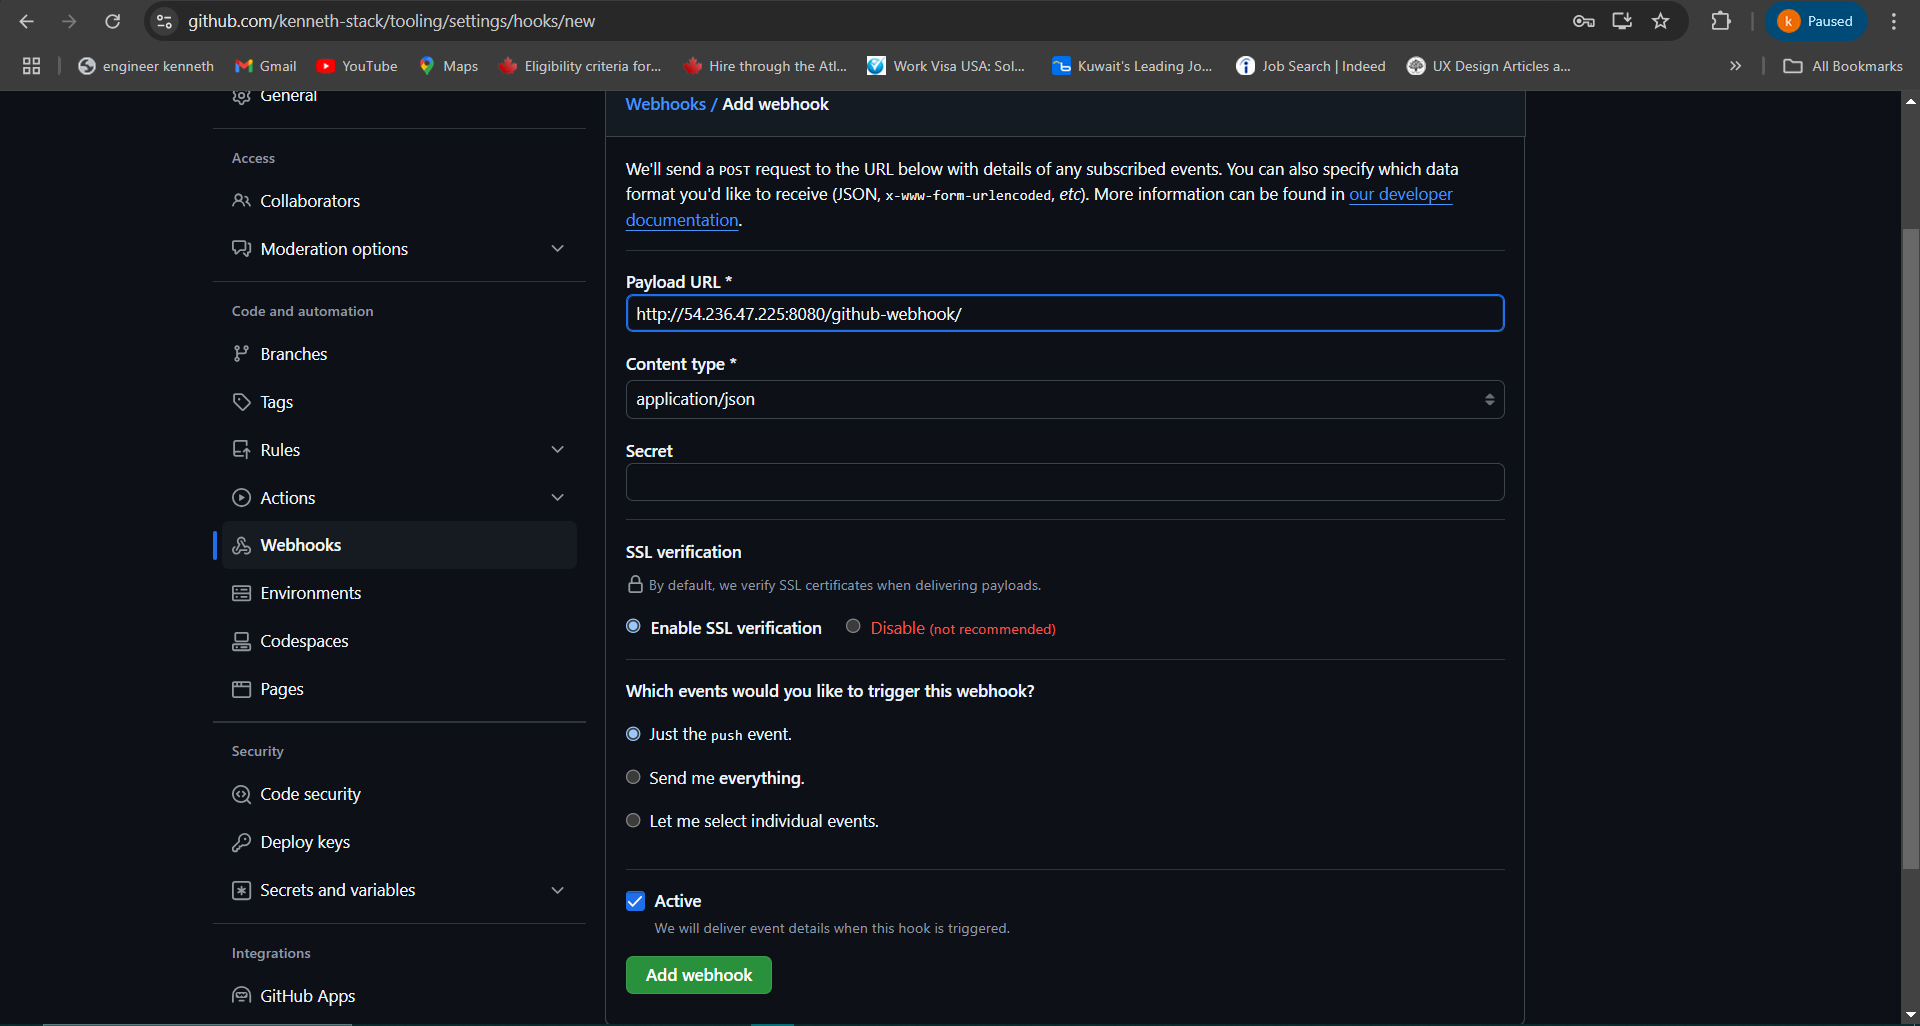 github.com/kenneth-stack/tooling/settings/hooks/new
k Paused
engineer kenneth
Gmail
YouTube
Maps
Eligibility criteria for...
Hire through the Atl...
Work Visa USA: Sol...
Kuwait's Leading Jo...
Job Search | Indeed
UX Design Articles a...
»
All Bookmarks
General
Access
Collaborators
Moderation options
Code and automation
Branches
Tags
Rules
Actions
Webhooks
Environments
Codespaces
Pages
Security
Code security
Deploy keys
Secrets and variables
Integrations
GitHub Apps
Webhooks / Add webhook
We'll send a POST request to the URL below with details of any subscribed events. You can also specify which data
format you'd like to receive (JSON, x-www-form-urlencoded, etc). More information can be found in our developer
documentation.
Payload URL *
http://54.236.47.225:8080/github-webhook/
Content type *
application/json
Secret
SSL verification
By default, we verify SSL certificates when delivering payloads.
Enable SSL verification
Disable (not recommended)
Which events would you like to trigger this webhook?
Just the push event.
Send me everything.
Let me select individual events.
Active
We will deliver event details when this hook is triggered.
Add webhook